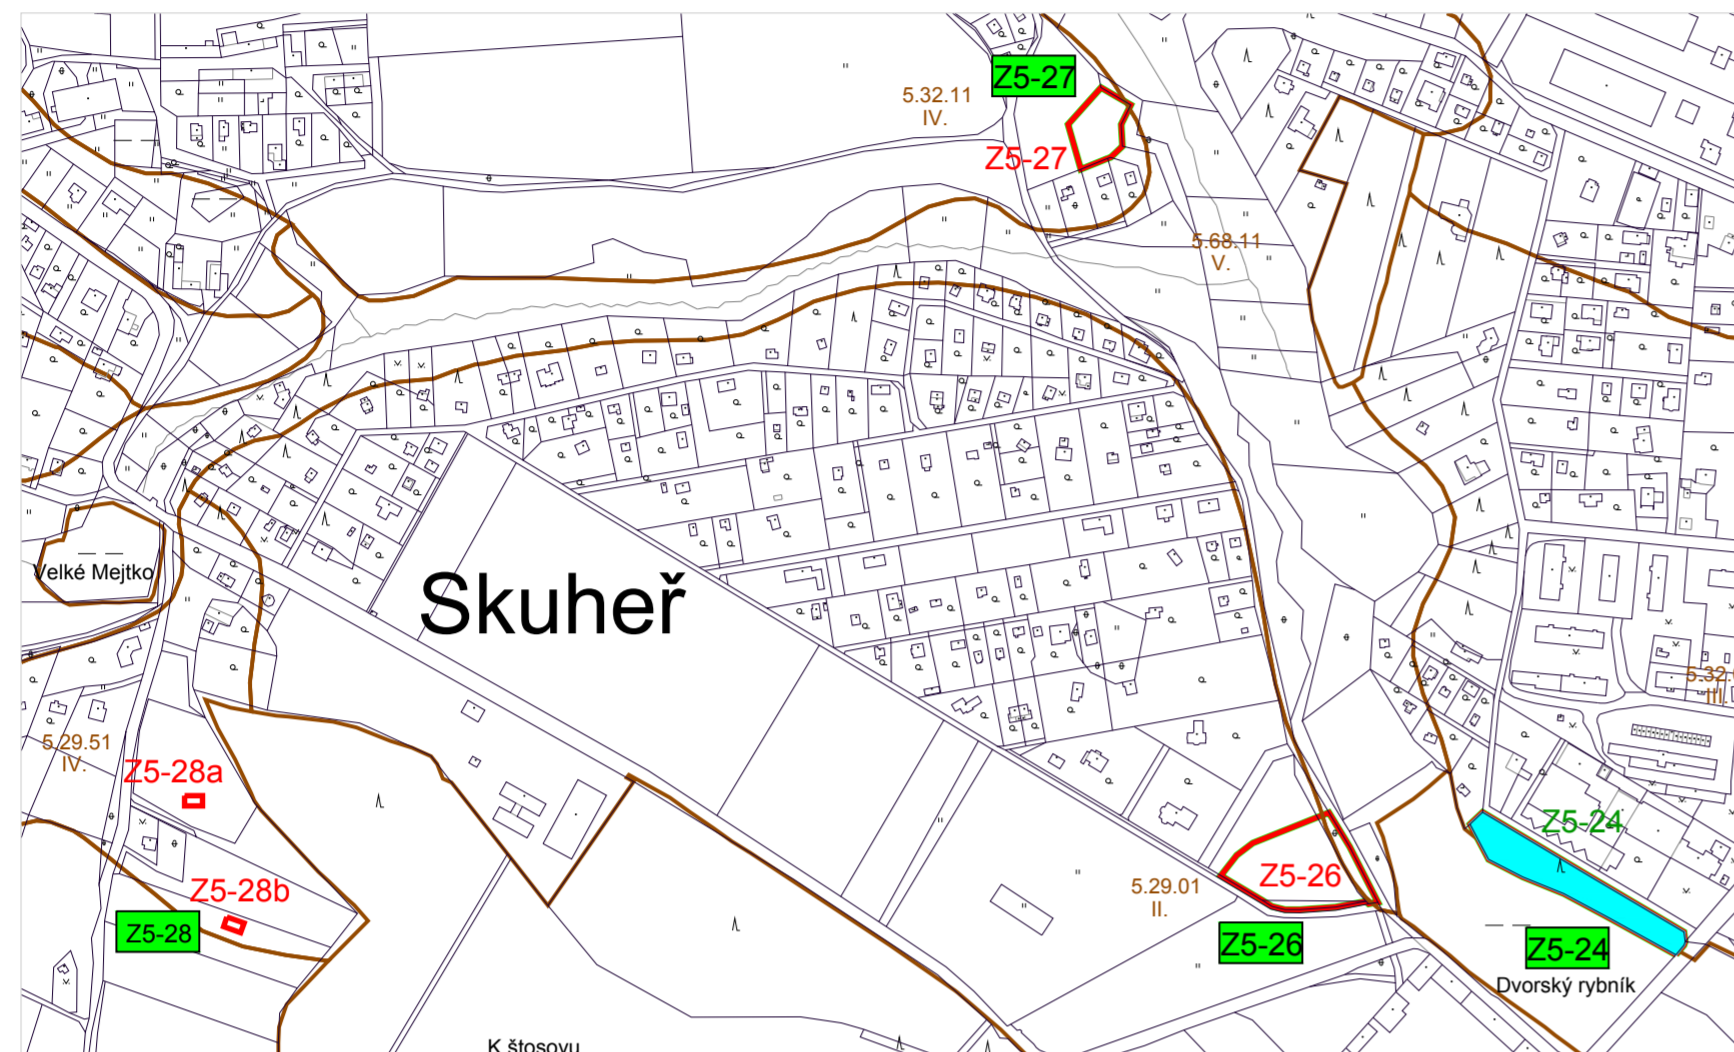 Z5-27
5.32.11
IV.
Z5-27
5.68.11
V.
Velké Mejtko
Skuheř
5.32.
III.
5.29.51
IV.
Z5-28a
Z5-24
Z5-26
5.29.01
II.
Z5-28b
Z5-28
Z5-26
Z5-24
Dvorský rybník
K štosovu